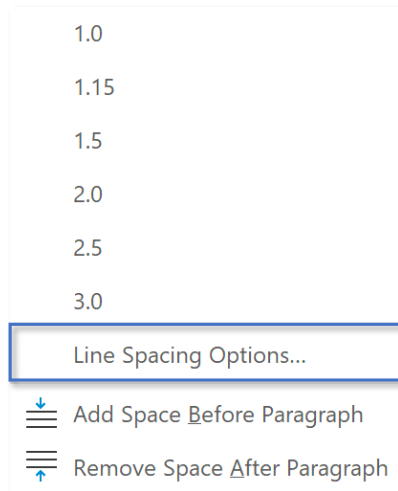 1.0
1.15
1.5
2.0
2.5
3.0
Line Spacing Options...
Add Space Before Paragraph
Remove Space After Paragraph